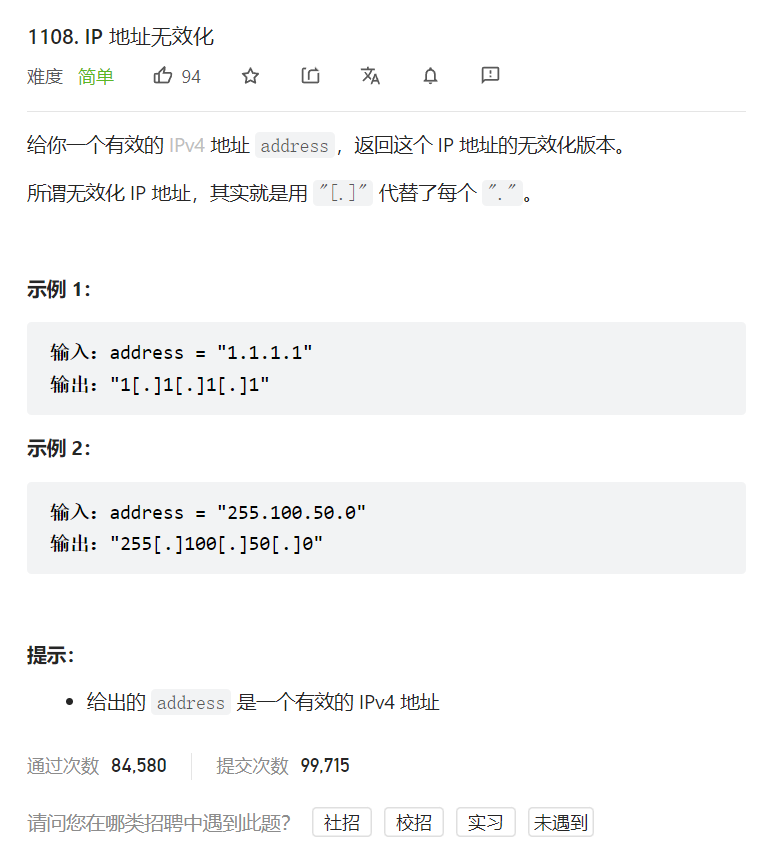 1108. IP 地址无效化
难度 简单 94
给你一个有效的 IPv4 地址 address，返回这个 IP 地址的无效化版本。
所谓无效化 IP 地址，其实就是用 "[.]" 代替了每个 "."。
示例 1：
输入：address = "1.1.1.1"
输出："1[.]1[.]1[.]1"
示例 2：
输入：address = "255.100.50.0"
输出："255[.]100[.]50[.]0"
提示：
• 给出的 address 是一个有效的 IPv4 地址
通过次数 84,580 提交次数 99,715
请问您在哪类招聘中遇到此题？ 社招 校招 实习 未遇到